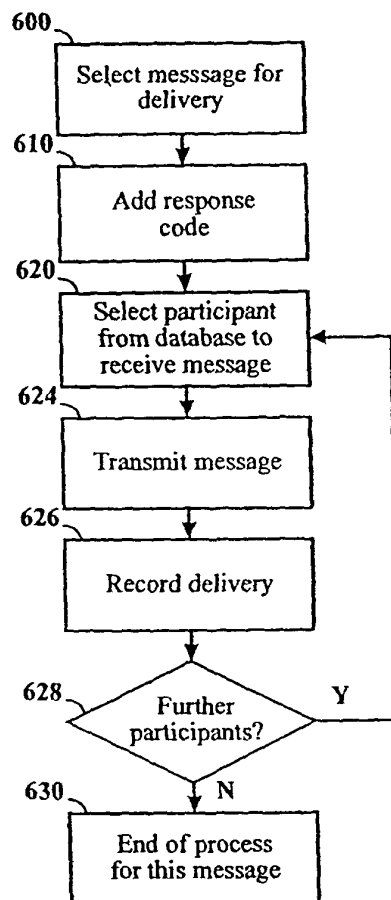 600
Select messsage for
delivery
610
Add response
code
620
Select participant
from database to
receive message
624
Transmit message
626
Record delivery
628
Further
participants?
Y
N
630
End of process
for this message